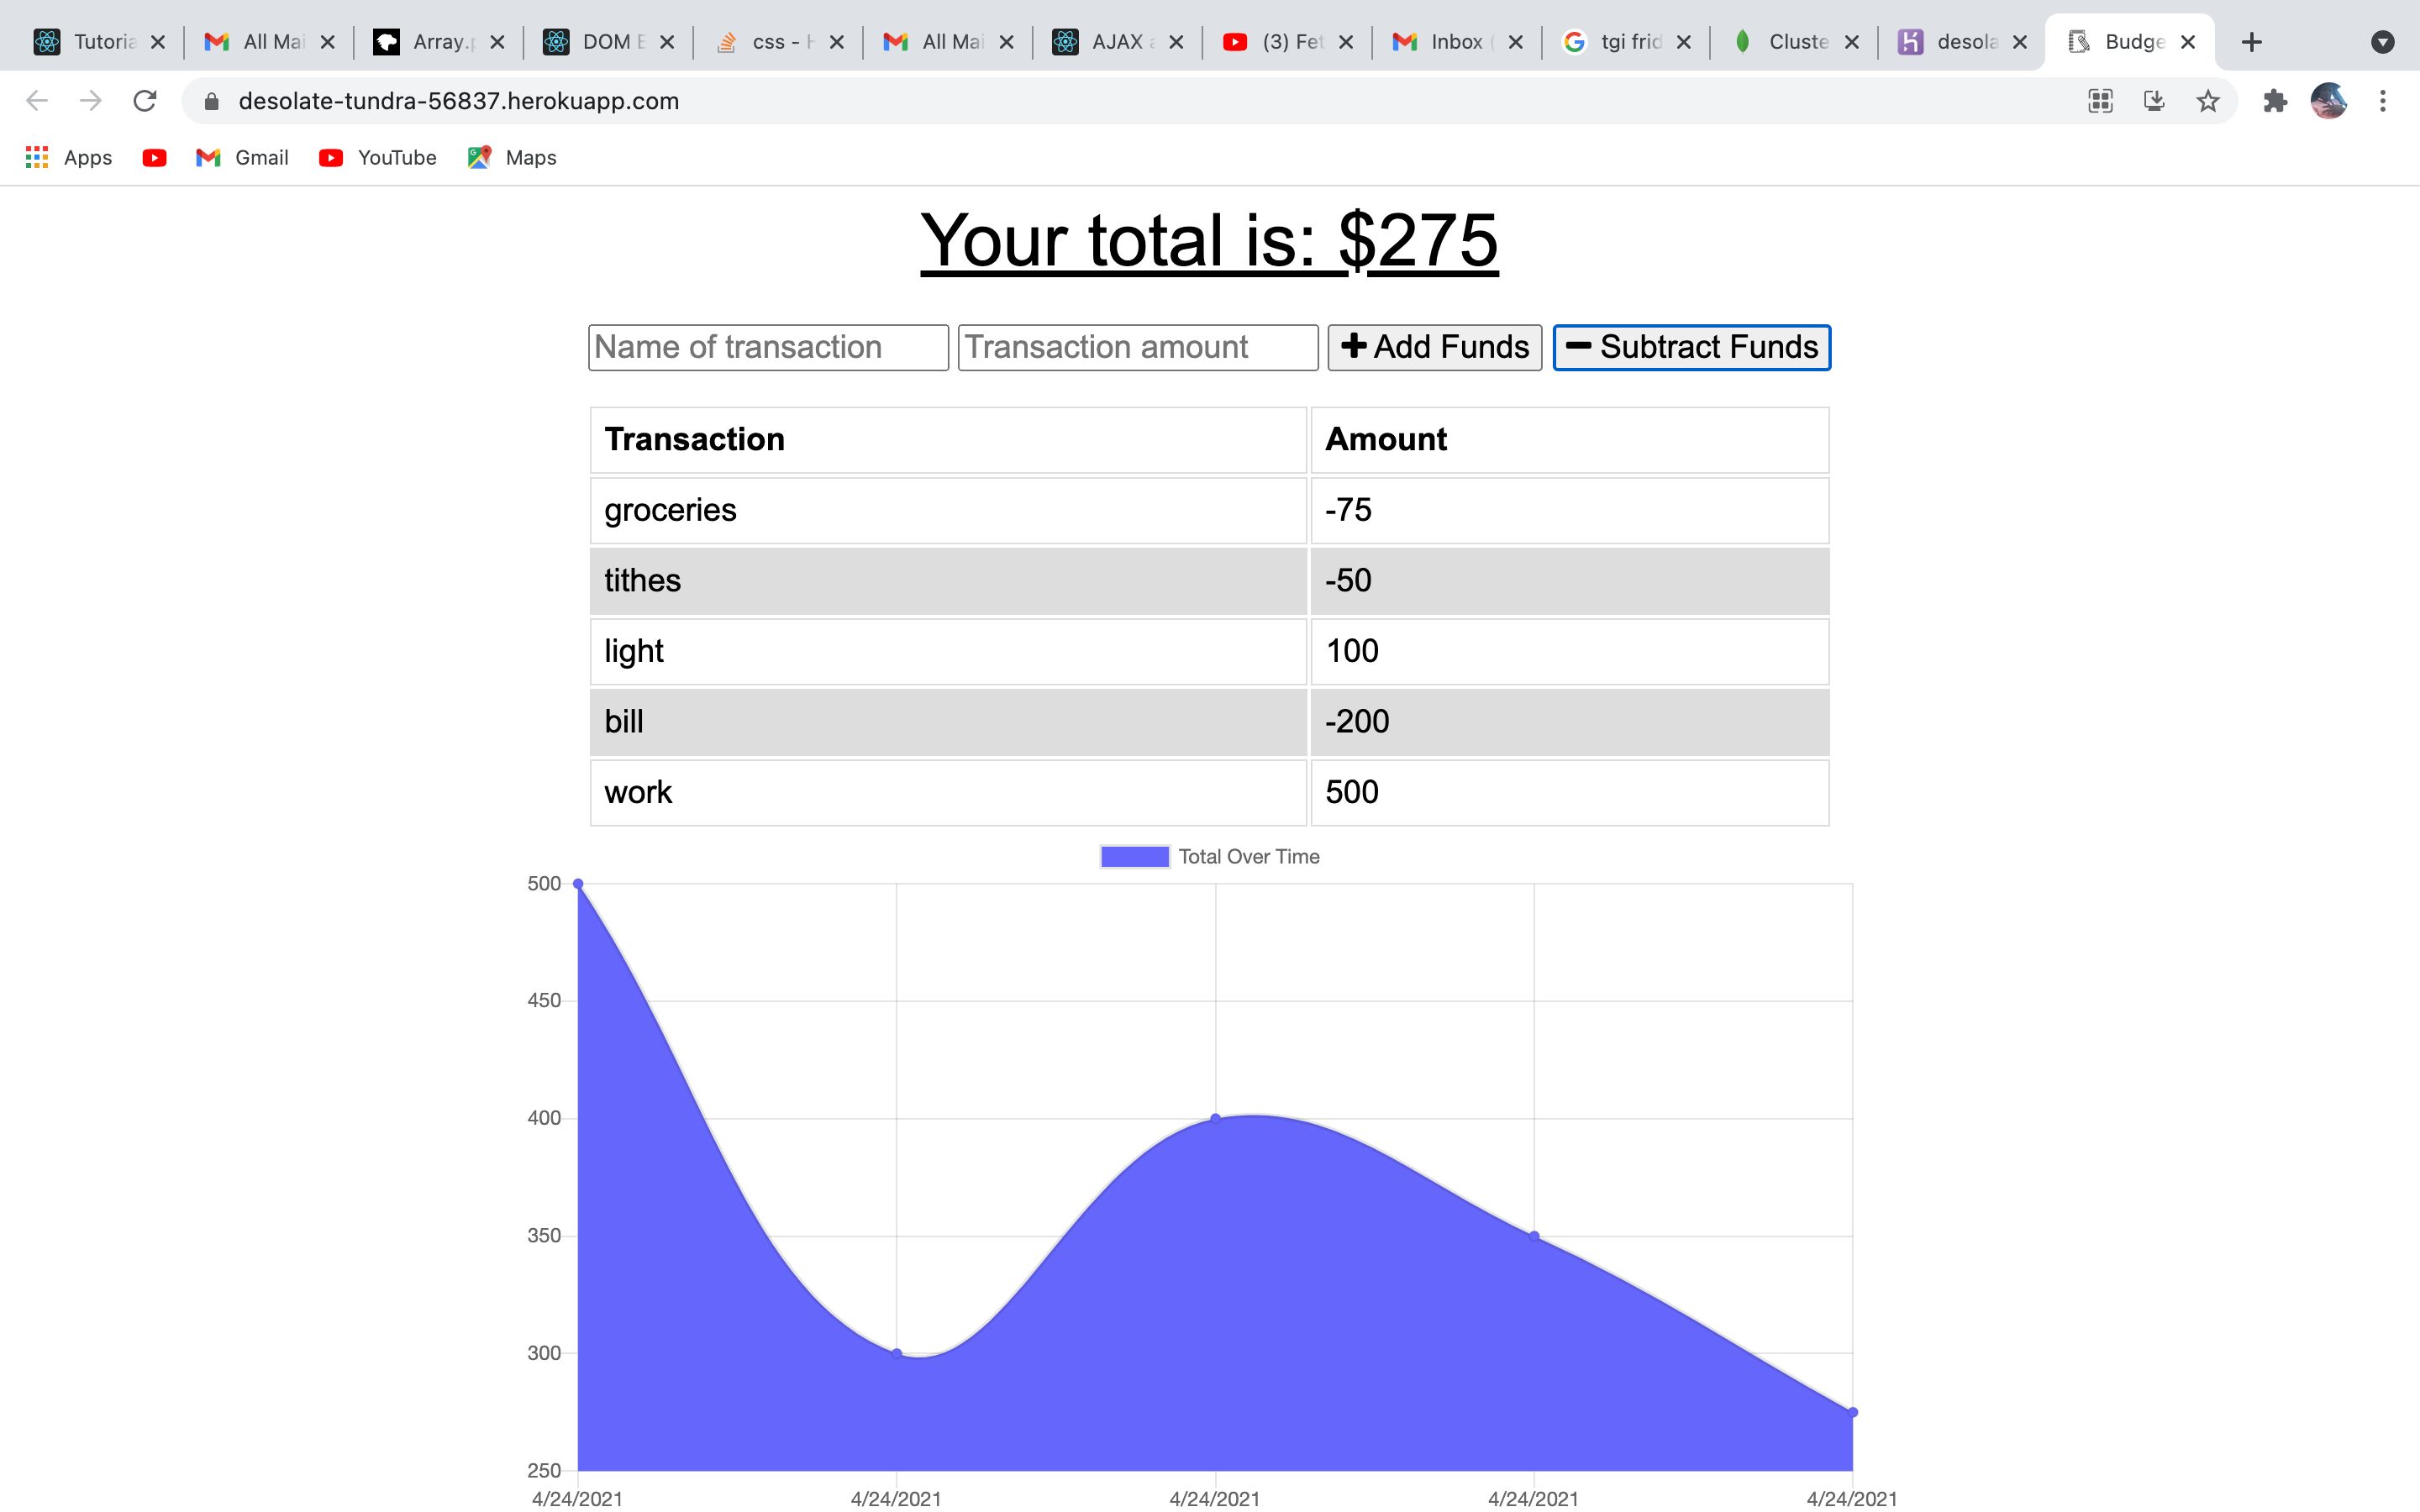 Tutoria All Mai Array.p DOM E css - H All Mai AJAX a (3) Fet Inbox ( tgi frid Cluste desola Budge
desolate-tundra-56837.herokuapp.com
Apps Gmail YouTube Maps
Your total is: $275
Name of transaction Transaction amount Add Funds Subtract Funds
Transaction Amount
groceries -75
tithes -50
light 100
bill -200
work 500
Total Over Time
500
450
400
350
300
250
4/24/2021 4/24/2021 4/24/2021 4/24/2021 4/24/2021